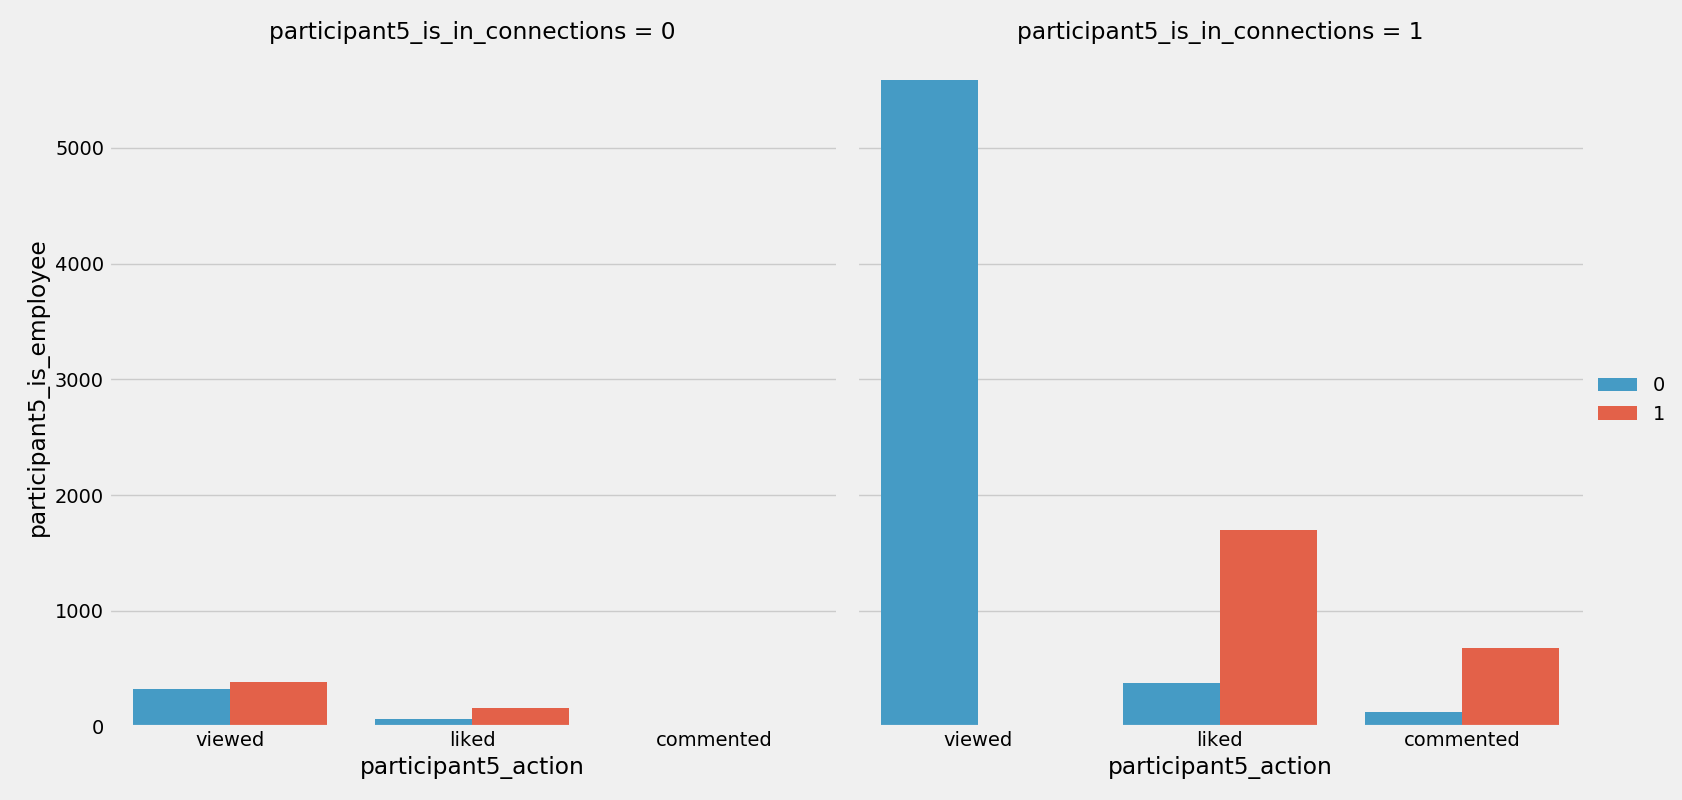 participant5_is_in_connections = 0
participant5_is_in_connections = 1
participant5_is_employee
5000
4000
3000
2000
1000
0
viewed
liked
commented
participant5_action
viewed
liked
commented
participant5_action
0
1